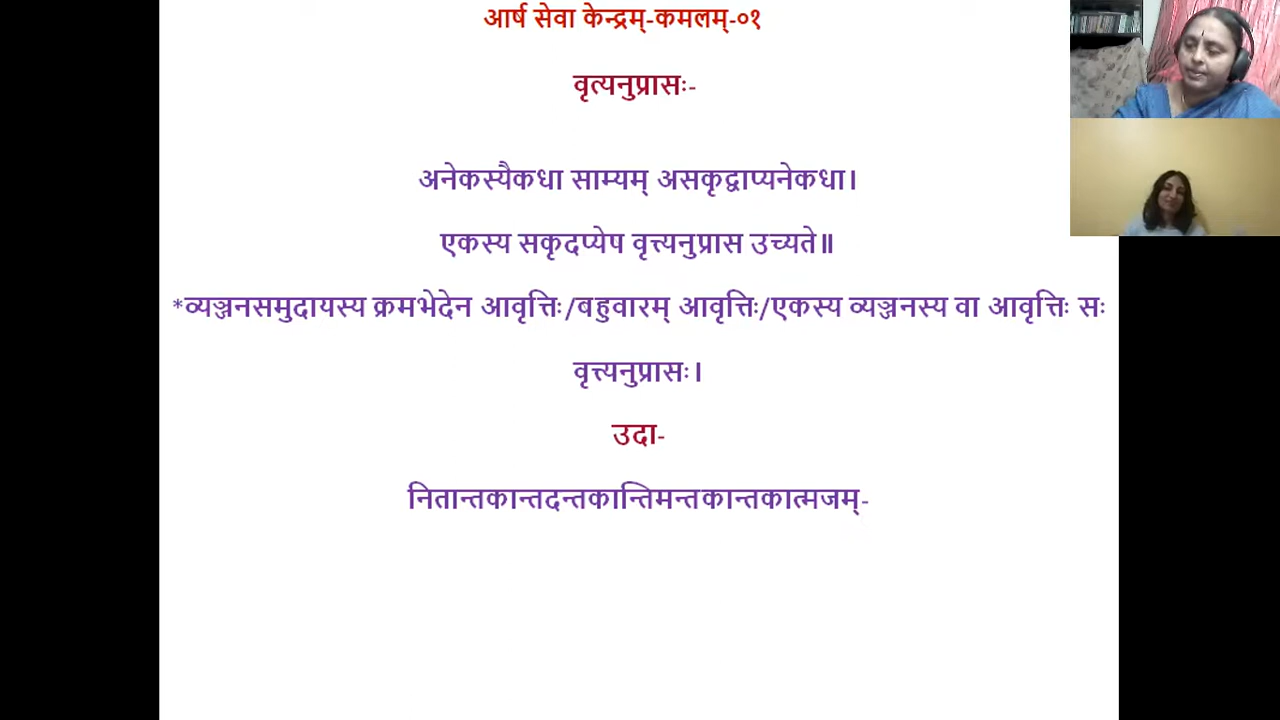 आर्ष सेवा केन्द्रम्-कमलम्-०१
वृत्यनुप्रासः-
अनेकस्यैकधा साम्यम् असकृद्वाप्यनेकधा।
एकस्य सकृदप्येप वृत्त्यनुप्रास उच्यते॥
*व्यञ्जनसमुदायस्य क्रमभेदेन आवृत्तिः/बहुवारम् आवृत्तिः/एकस्य व्यञ्जनस्य वा आवृत्तिः सः
वृत्त्यनुप्रासः।
उदा-
नितान्तकान्तदन्तकान्तिमन्तकान्तकात्मजम्-